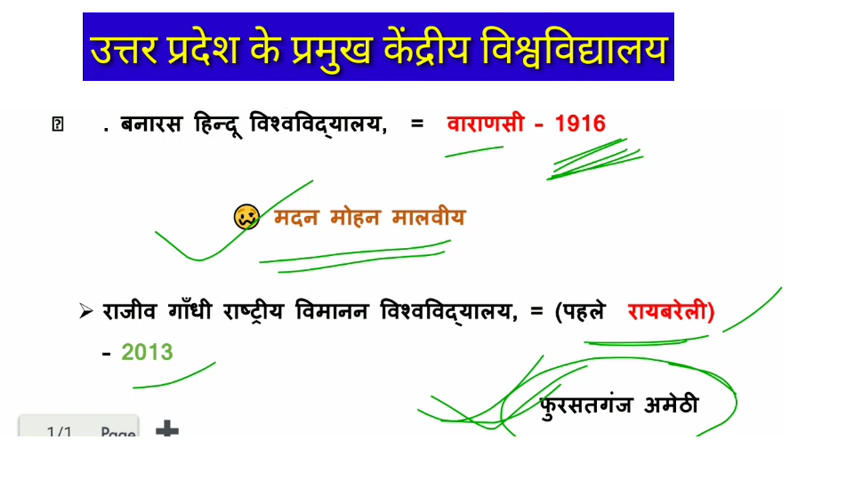 उत्तर प्रदेश के प्रमुख केंद्रीय विश्वविद्यालय
. बनारस हिन्दू विश्वविद्यालय, = वाराणसी - 1916
मदन मोहन मालवीय
➢ राजीव गाँधी राष्ट्रीय विमानन विश्वविद्यालय, = (पहले रायबरेली)
- 2013
फुरसतगंज अमेठी
1/1 Page